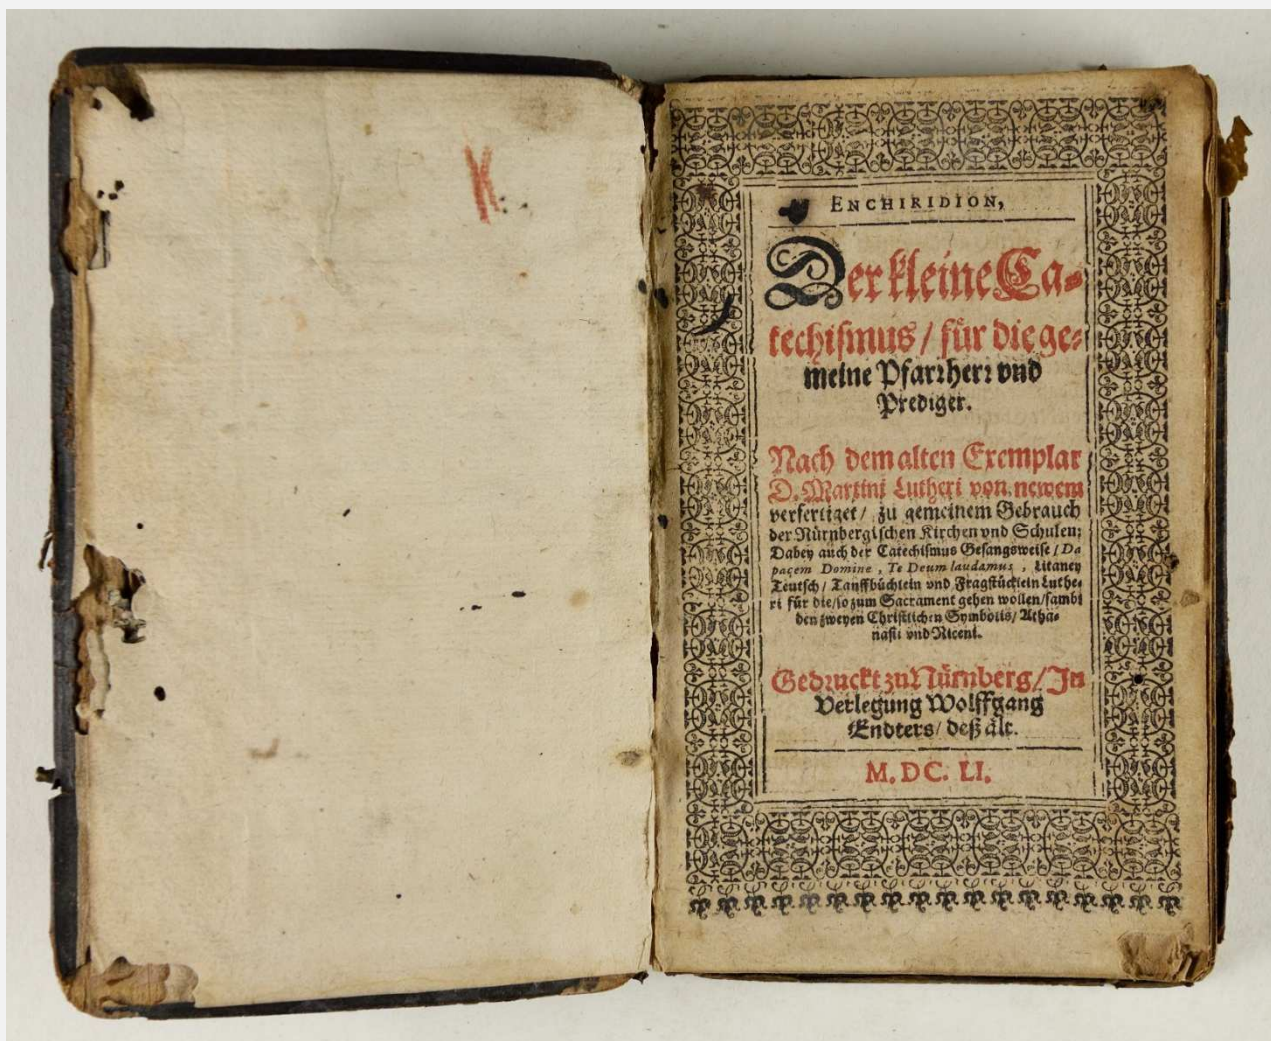 K.
ENCHIRIDION,
Der kleine Ca-
techismus / für die ge-
meine Pfarrherr vnd
Prediger.
Nach dem alten Exemplar
D. Martini Lutheri von newem
verfertiget / zu gemeinem Gebrauch
der Nürnbergischen Kirchen vnd Schulen;
Dabey auch der Catechismus Gesangsweise / Da
pacem Domine, Te Deum laudamus, Litaney
Teutsch / Tauffbüchlein vnd Fragstücklein Luthe-
ri für die / so zum Sacrament gehen wollen / sambt
den zweyen Christlichen Symbolis / Atha-
nasii vnd Niceni.
Gedruckt zu Nürnberg / In
Verlegung Wolffgang
Endters / deß ält.
M. DC. LI.